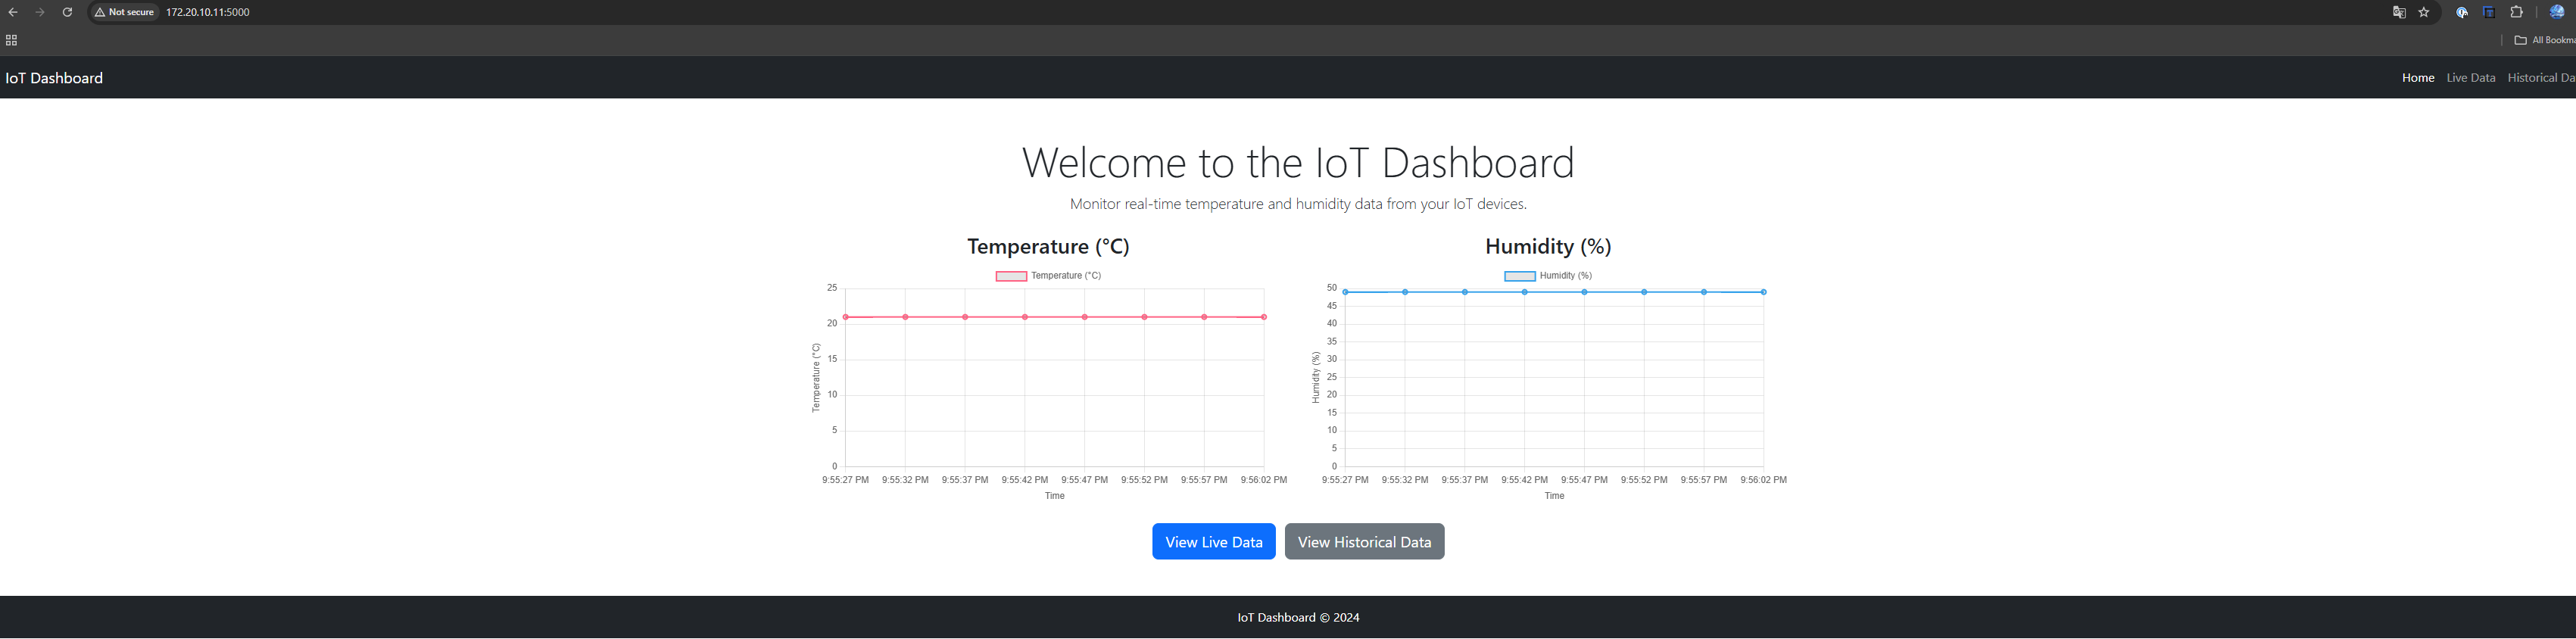 Not secure 172.20.10.11:5000
All Bookma
IoT Dashboard Home Live Data Historical Da
Welcome to the IoT Dashboard
Monitor real-time temperature and humidity data from your IoT devices.
Temperature (°C)
Temperature (°C)
25
20
15
10
5
0
Temperature (°C)
9:55:27 PM 9:55:32 PM 9:55:37 PM 9:55:42 PM 9:55:47 PM 9:55:52 PM 9:55:57 PM 9:56:02 PM
Time
Humidity (%)
Humidity (%)
50
45
40
35
30
25
20
15
10
5
0
Humidity (%)
9:55:27 PM 9:55:32 PM 9:55:37 PM 9:55:42 PM 9:55:47 PM 9:55:52 PM 9:55:57 PM 9:56:02 PM
Time
View Live Data View Historical Data
IoT Dashboard © 2024